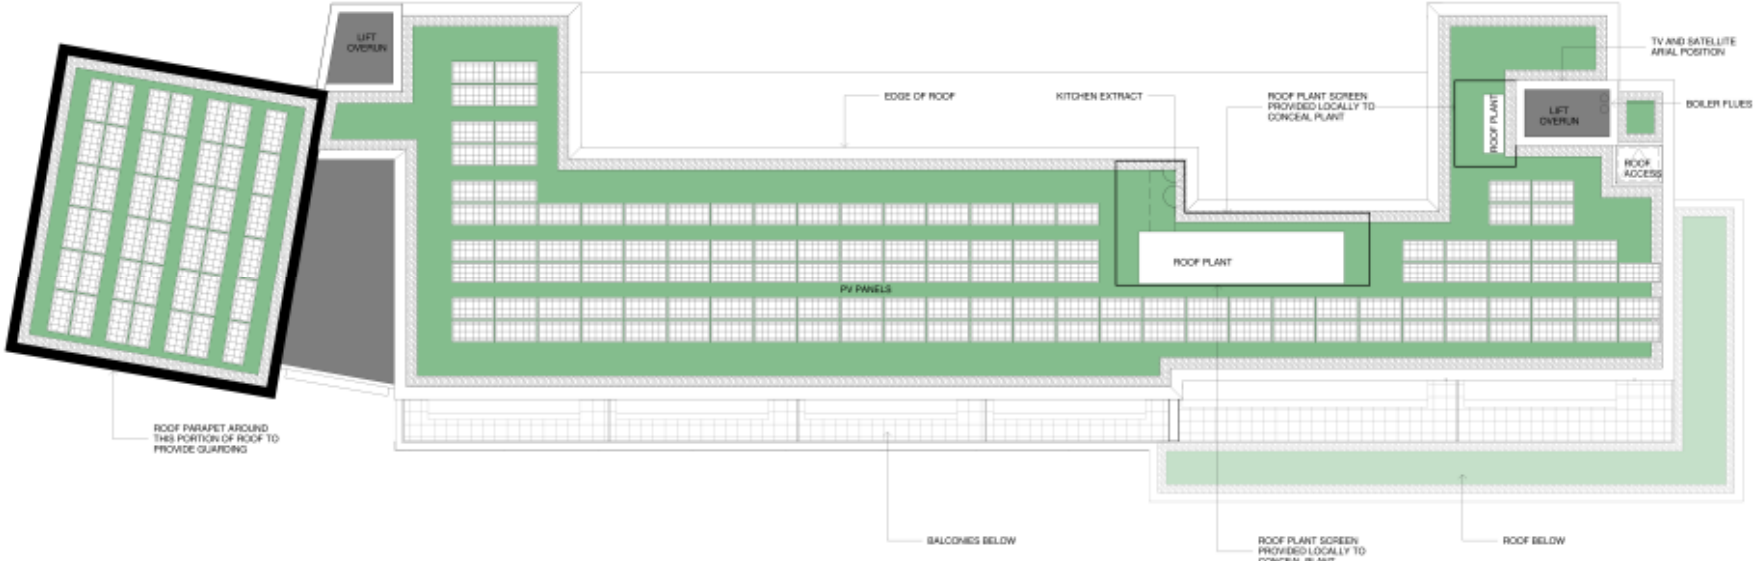 LIFT
OVERUN
EDGE OF ROOF
KITCHEN EXTRACT
ROOF PLANT SCREEN
PROVIDED LOCALLY TO
CONCEAL PLANT
ROOF PLANT
TV AND SATELLITE
ARIAL POSITION
LIFT
OVERUN
BOILER FLUES
ROOF
ACCESS
ROOF PLANT
PV PANELS
ROOF PARAPET AROUND
THIS PORTION OF ROOF TO
PROVIDE GUARDING
BALCONIES BELOW
ROOF PLANT SCREEN
PROVIDED LOCALLY TO
CONCEAL PLANT
ROOF BELOW